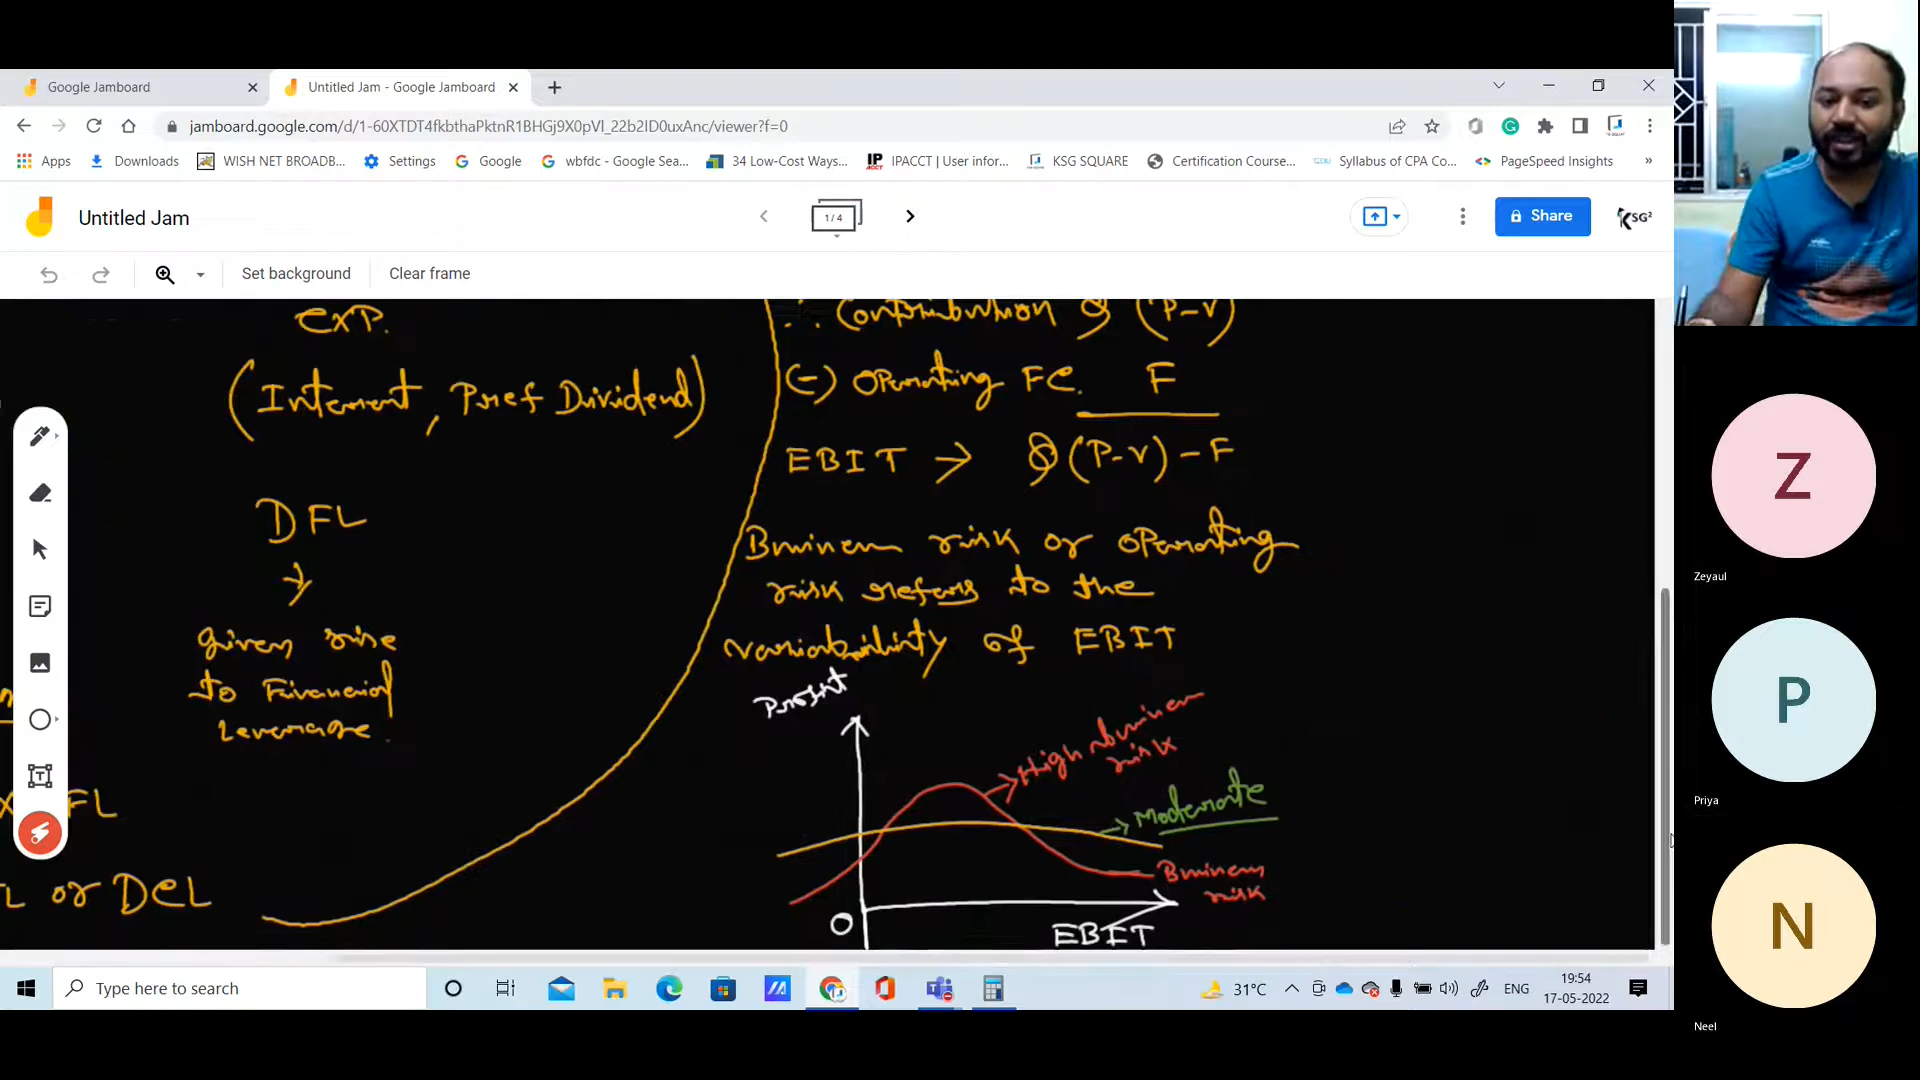 Google Jamboard
Untitled Jam - Google Jamboard
jamboard.google.com/d/1-60XTDT4fkbthaPktnR1BHGj9X0pVl_22b2ID0uxAnc/viewer?f=0
Apps
Downloads
WISH NET BROADB...
Settings
Google
wbfdc - Google Sea...
34 Low-Cost Ways...
IP
ACCT
IPACCT | User infor...
KSG SQUARE
Certification Course...
Syllabus of CPA Co...
PageSpeed Insights
»
Untitled Jam
1 / 4
Share
KSG²
Set background
Clear frame
EXP.
(Interest, Pref Dividend)
DFL
given rise
to Financial
Leverage.
FL
L or DCL
∴ Contribution Q (P-V)
(-) Operating FC. F
EBIT → Q(P-V) - F
Business risk or operating
risk refers to the
variability of EBIT
Profit
High business
risk
Moderate
Business
risk
O
EBIT
Z
Zeyaul
P
Priya
N
Neel
Type here to search
31°C
ENG
19:54
17-05-2022